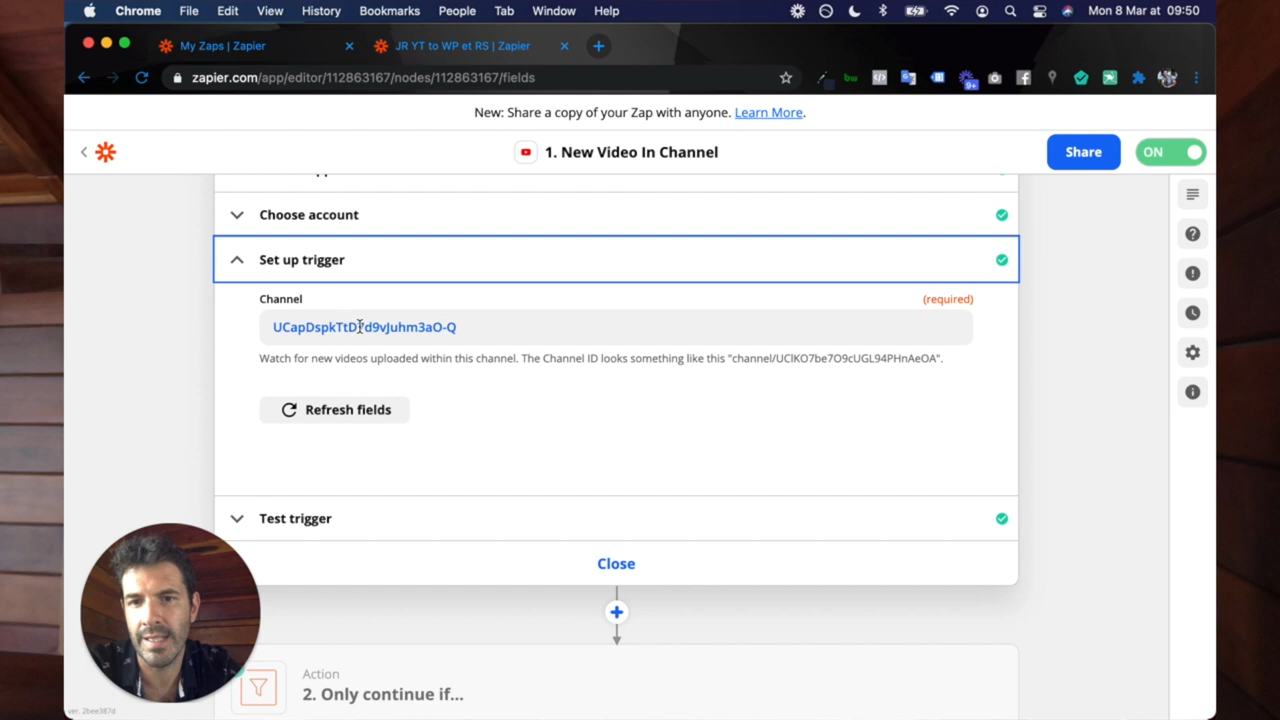 Chrome File Edit View History Bookmarks People Tab Window Help Mon 8 Mar at 09:50
My Zaps | Zapier JR YT to WP et RS | Zapier
zapier.com/app/editor/112863167/nodes/112863167/fields bw 9+
New: Share a copy of your Zap with anyone. Learn More.
1. New Video In Channel Share ON
Choose account
Set up trigger
Channel (required)
Watch for new videos uploaded within this channel. The Channel ID looks something like this "channel/UClKO7be7O9cUGL94PHnAeOA".
Refresh fields
Test trigger
Close
Action
2. Only continue if...
ver. 2bee387d